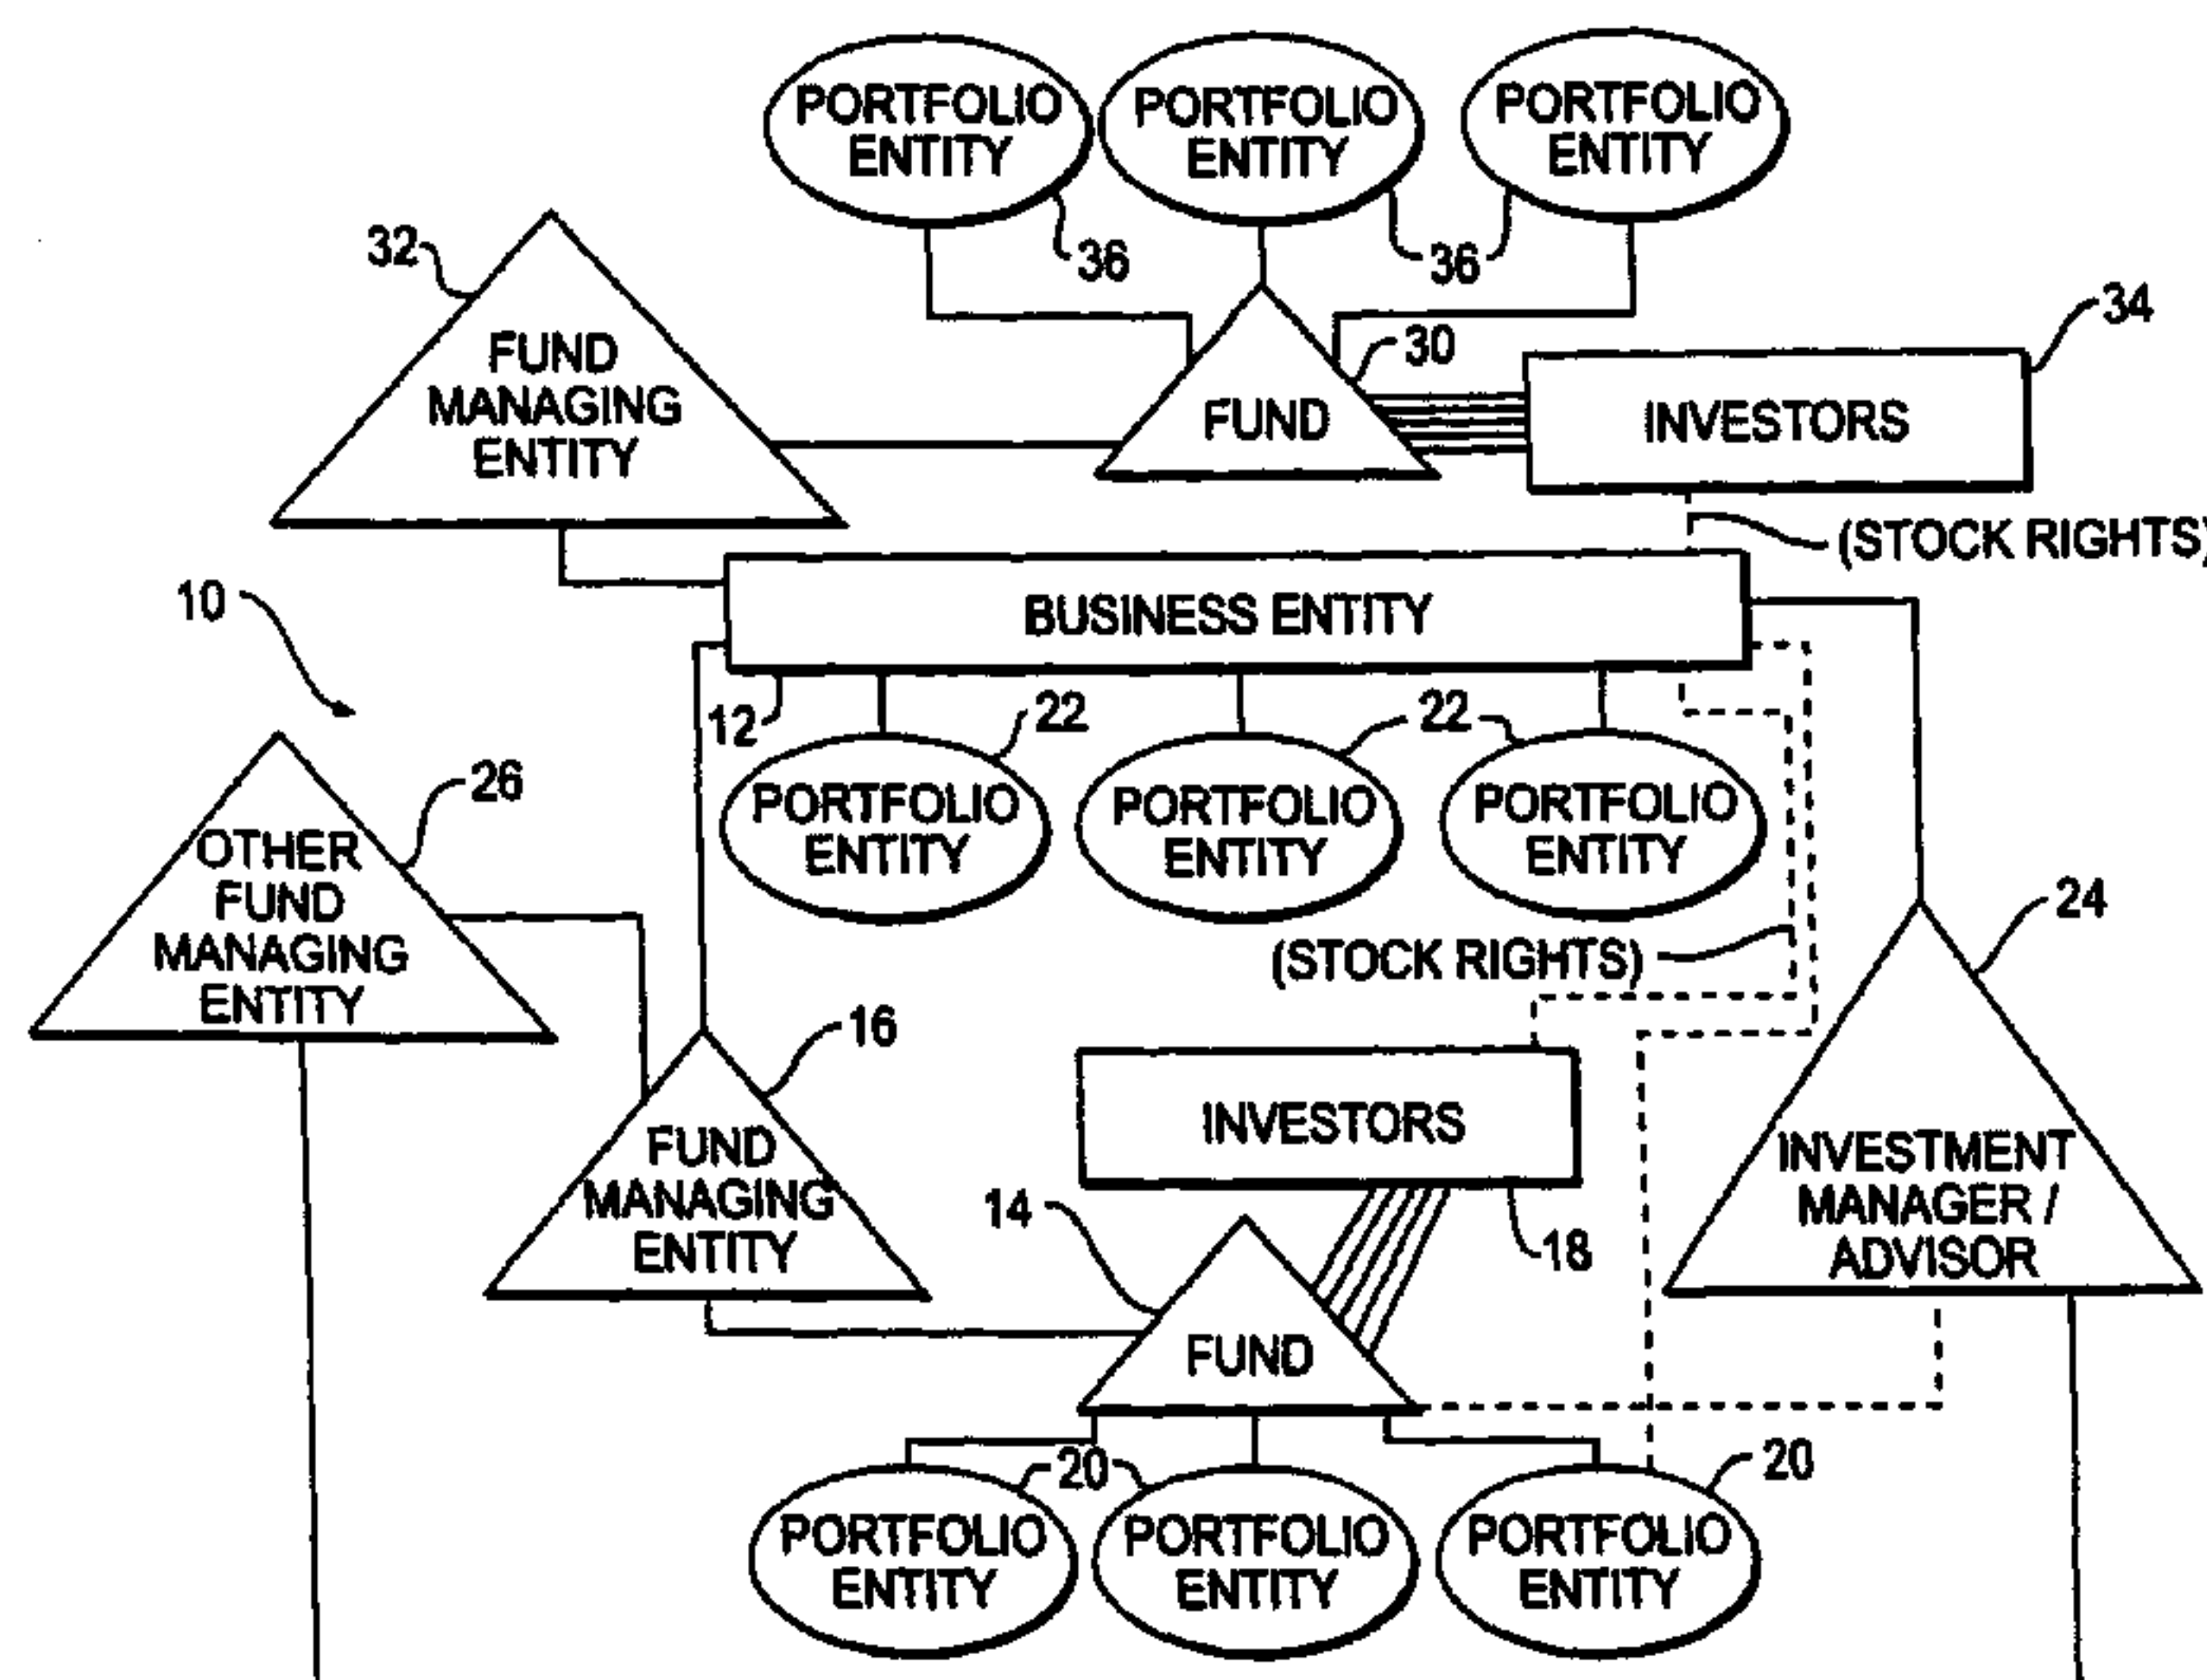 PORTFOLIO
ENTITY
PORTFOLIO
ENTITY
PORTFOLIO
ENTITY
36
36
32
34
FUND
MANAGING
ENTITY
30
FUND
INVESTORS
(STOCK RIGHTS)
10
BUSINESS ENTITY
12
22
22
PORTFOLIO
ENTITY
PORTFOLIO
ENTITY
PORTFOLIO
ENTITY
26
OTHER
FUND
MANAGING
ENTITY
24
(STOCK RIGHTS)
16
FUND
MANAGING
ENTITY
INVESTORS
18
INVESTMENT
MANAGER /
ADVISOR
14
FUND
20
20
PORTFOLIO
ENTITY
PORTFOLIO
ENTITY
PORTFOLIO
ENTITY